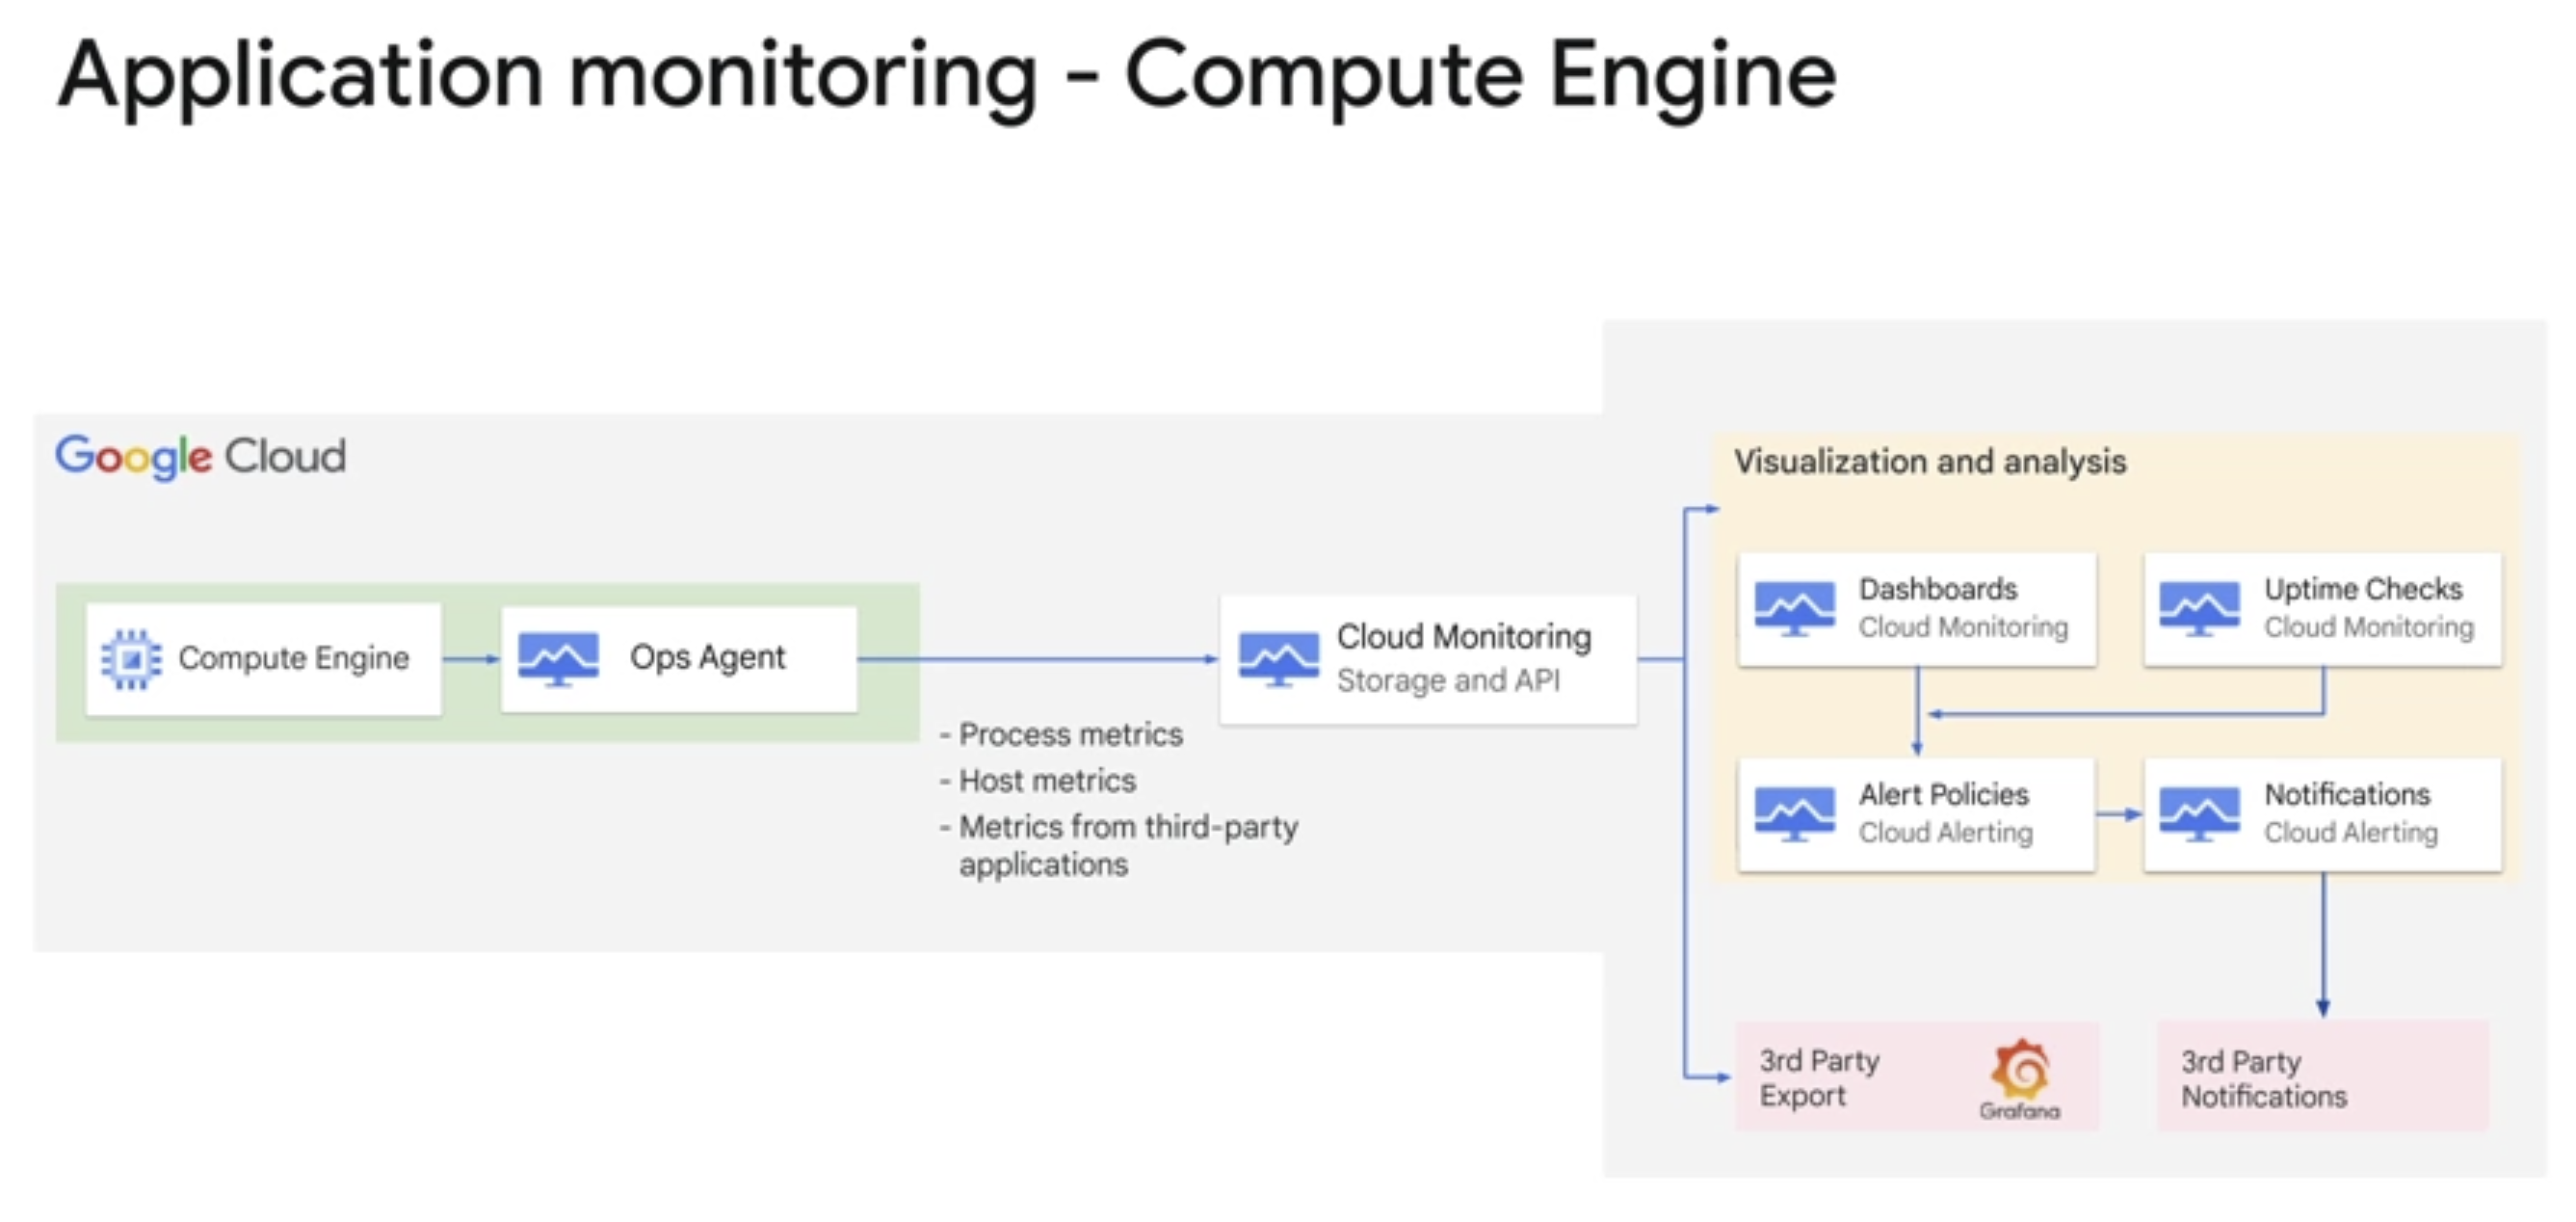 Application monitoring - Compute Engine
Google Cloud
Compute Engine
Ops Agent
- Process metrics
- Host metrics
- Metrics from third-party
applications
Cloud Monitoring
Storage and API
Visualization and analysis
Dashboards
Cloud Monitoring
Uptime Checks
Cloud Monitoring
Alert Policies
Cloud Alerting
Notifications
Cloud Alerting
3rd Party
Export
Grafana
3rd Party
Notifications